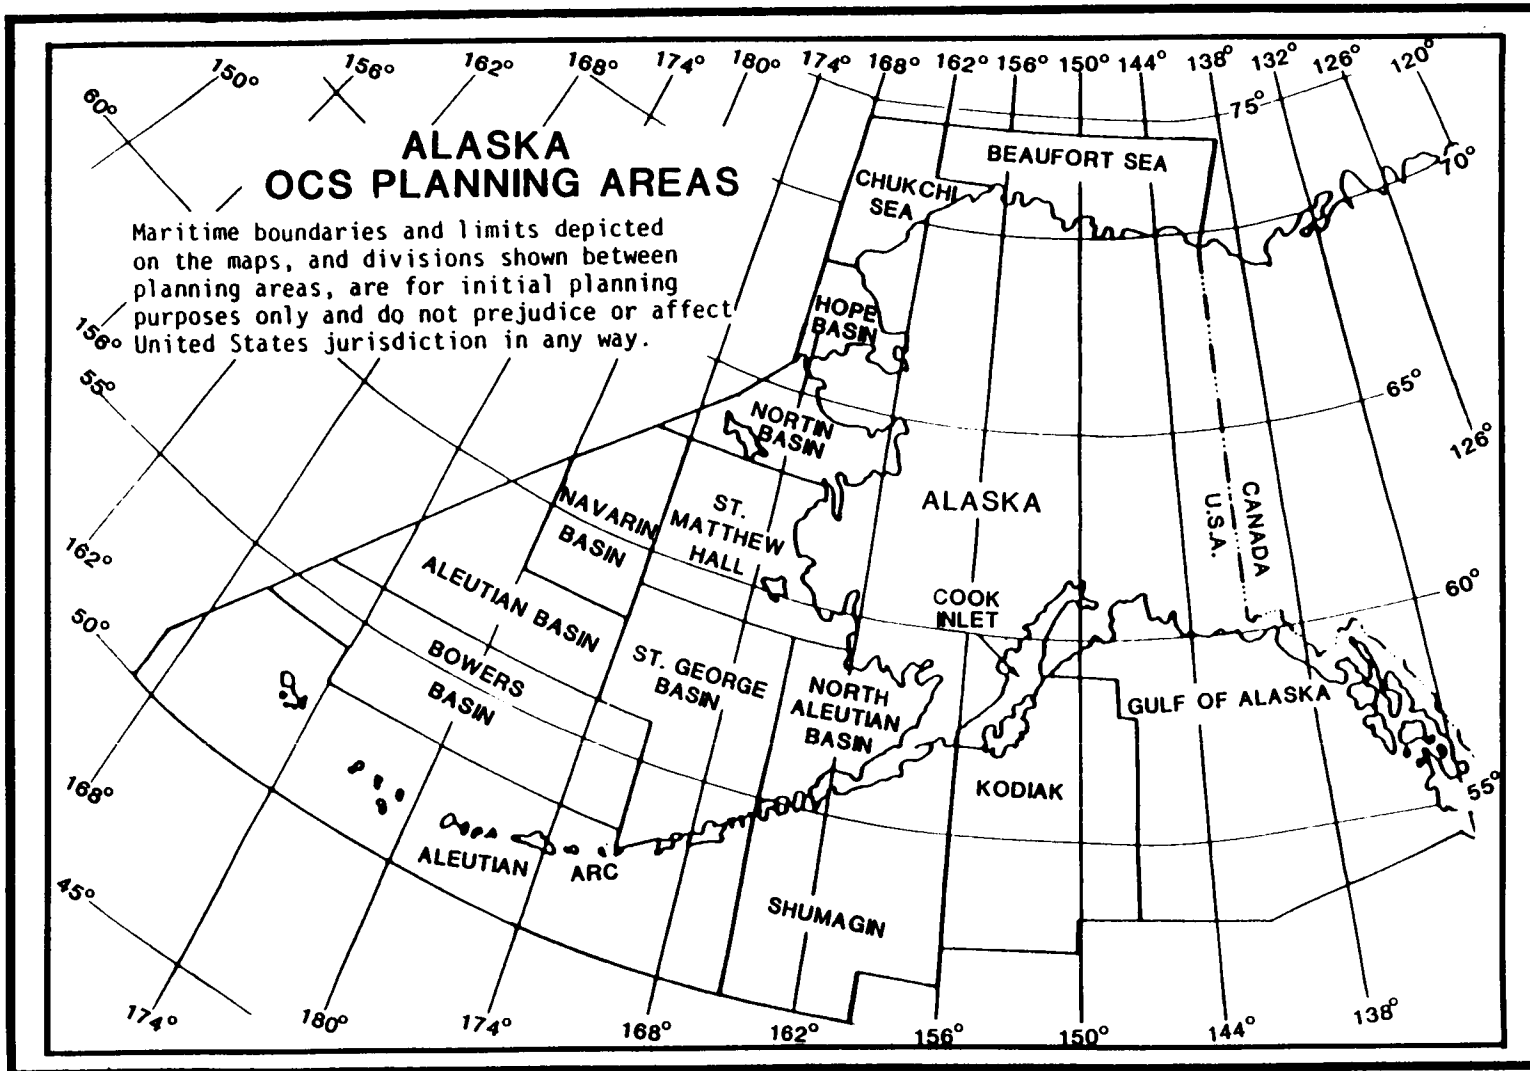 150° 156° 162° 168° 174° 180° 174° 168° 162° 156° 150° 144° 138° 132° 126° 120°
60°
75°
ALASKA
OCS PLANNING AREAS
Maritime boundaries and limits depicted
on the maps, and divisions shown between
planning areas, are for initial planning
purposes only and do not prejudice or affect
United States jurisdiction in any way.
BEAUFORT SEA
70°
CHUKCHI
SEA
HOPE
BASIN
156°
55°
65°
NORTIN
BASIN
126°
NAVARIN
BASIN
ST.
MATTHEW
HALL
ALASKA
CANADA
U.S.A.
162°
ALEUTIAN BASIN
60°
COOK
INLET
50°
BOWERS
BASIN
ST. GEORGE
BASIN
NORTH
ALEUTIAN
BASIN
GULF OF ALASKA
168°
KODIAK
55°
ALEUTIAN ARC
45°
SHUMAGIN
174° 180° 174° 168° 162° 156° 150° 144° 138°